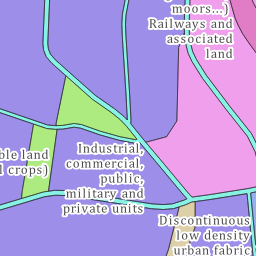 moors...)
Railways and
associated
land
ble land
l crops)
Industrial,
commercial,
public,
military and
private units
Discontinuous
low density
urban fabric